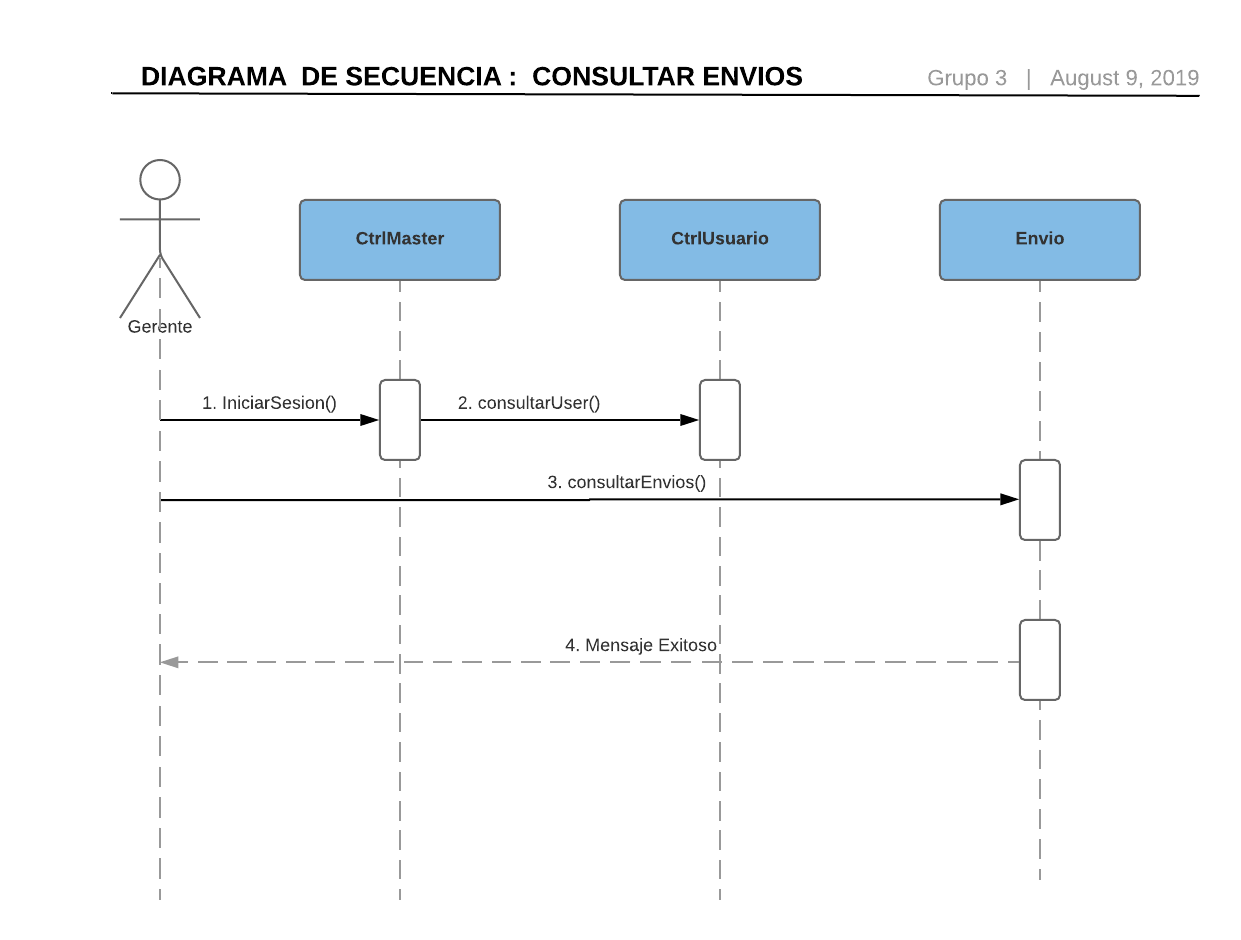 DIAGRAMA  DE SECUENCIA :  CONSULTAR ENVIOS
Grupo 3 | August 9, 2019
CtrlMaster
CtrlUsuario
Envio
Gerente
1. IniciarSesion()
2. consultarUser()
3. consultarEnvios()
4. Mensaje Exitoso